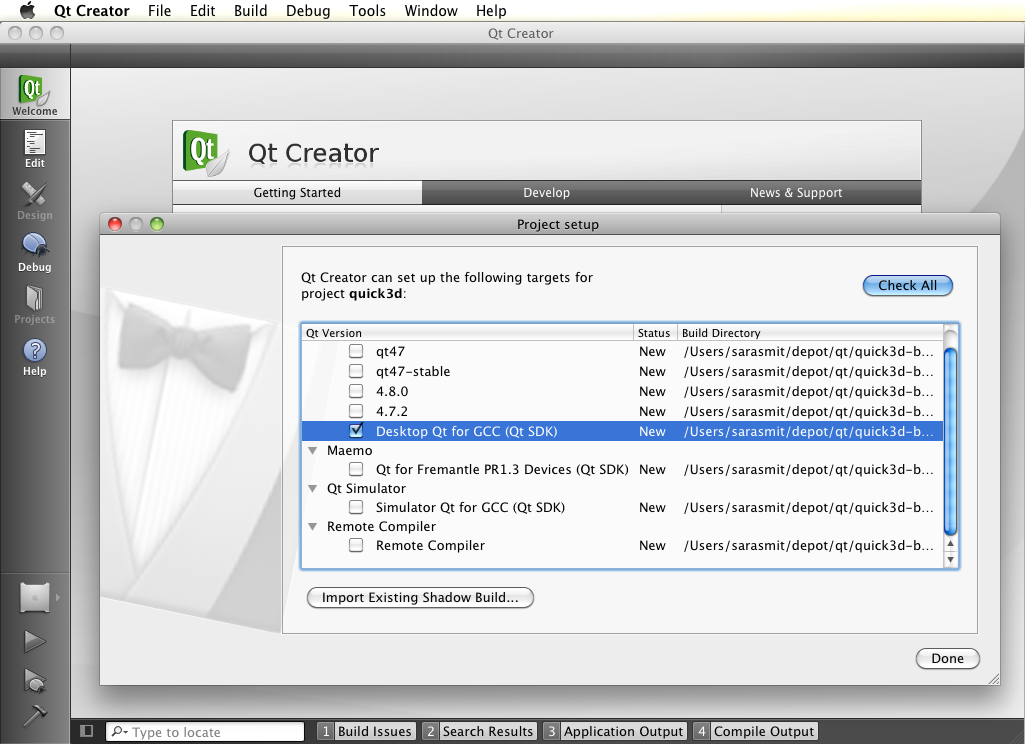 Qt Creator File Edit Build Debug Tools Window Help
Qt Creator
Qt
Welcome
Edit
Design
Debug
Projects
?
Help
Qt Qt Creator
Getting Started Develop News & Support
Project setup
Qt Creator can set up the following targets for
project quick3d:
Check All
Qt Version Status Build Directory
qt47 New /Users/sarasmit/depot/qt/quick3d-b...
qt47-stable New /Users/sarasmit/depot/qt/quick3d-b...
4.8.0 New /Users/sarasmit/depot/qt/quick3d-b...
4.7.2 New /Users/sarasmit/depot/qt/quick3d-b...
Desktop Qt for GCC (Qt SDK) New /Users/sarasmit/depot/qt/quick3d-b...
Maemo
Qt for Fremantle PR1.3 Devices (Qt SDK) New /Users/sarasmit/depot/qt/quick3d-b...
Qt Simulator
Simulator Qt for GCC (Qt SDK) New /Users/sarasmit/depot/qt/quick3d-b...
Remote Compiler
Remote Compiler New /Users/sarasmit/depot/qt/quick3d-b...
Import Existing Shadow Build...
Done
Type to locate 1 Build Issues 2 Search Results 3 Application Output 4 Compile Output